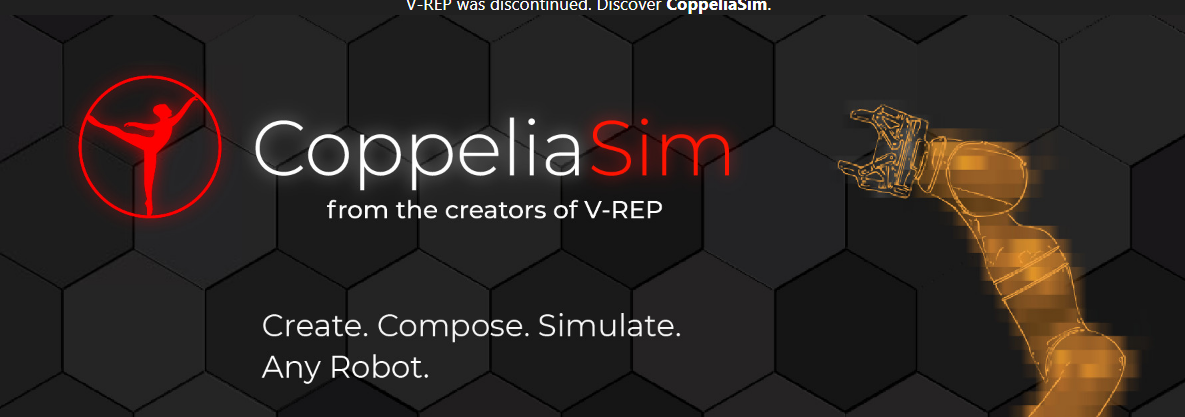 V-REP was discontinued. Discover CoppeliaSim.
CoppeliaSim
from the creators of V-REP
Create. Compose. Simulate.
Any Robot.